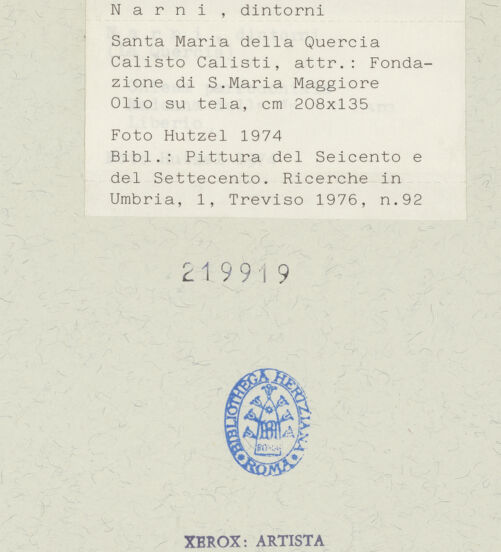 N a r n i , dintorni
Santa Maria della Quercia
Calisto Calisti, attr.: Fonda-
zione di S.Maria Maggiore
Olio su tela, cm 208x135
Foto Hutzel 1974
Bibl.: Pittura del Seicento e
del Settecento. Ricerche in
Umbria, 1, Treviso 1976, n.92
219919
BIBLIOTHECA HERTZIANA
ROMA
XEROX: ARTISTA